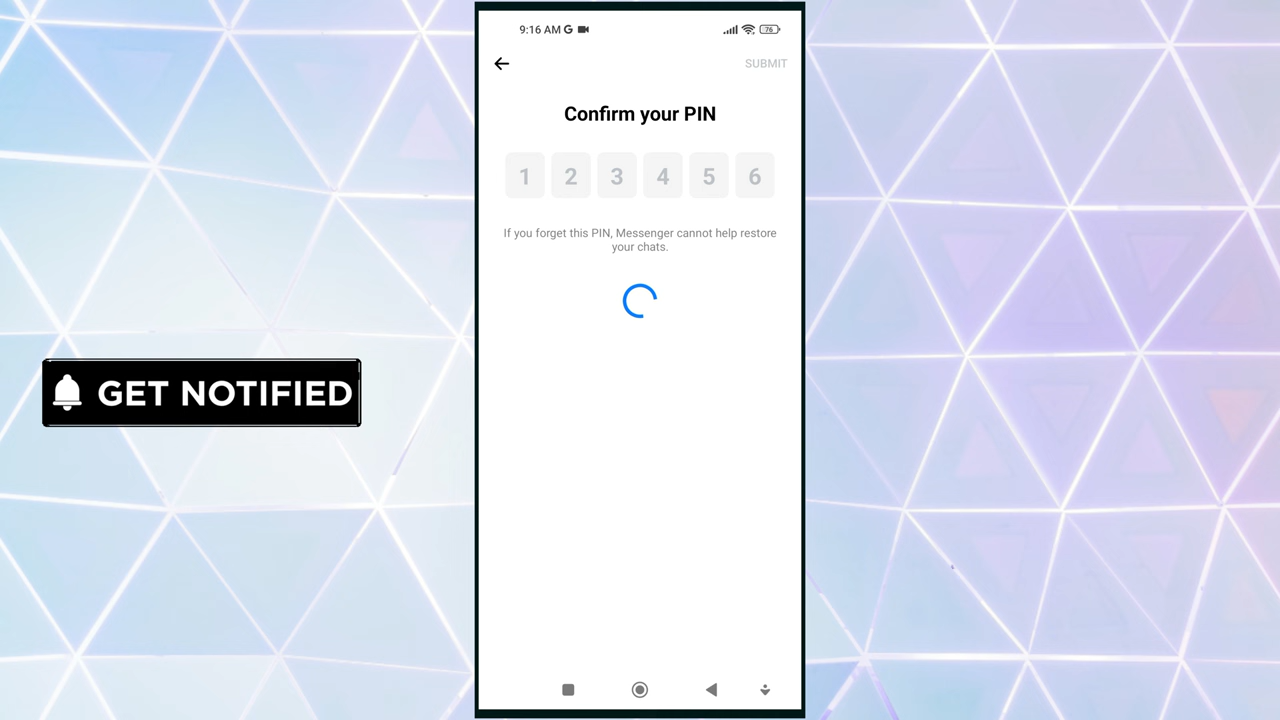 9:16 AM G
76
SUBMIT
Confirm your PIN
1 2 3 4 5 6
If you forget this PIN, Messenger cannot help restore
your chats.
GET NOTIFIED